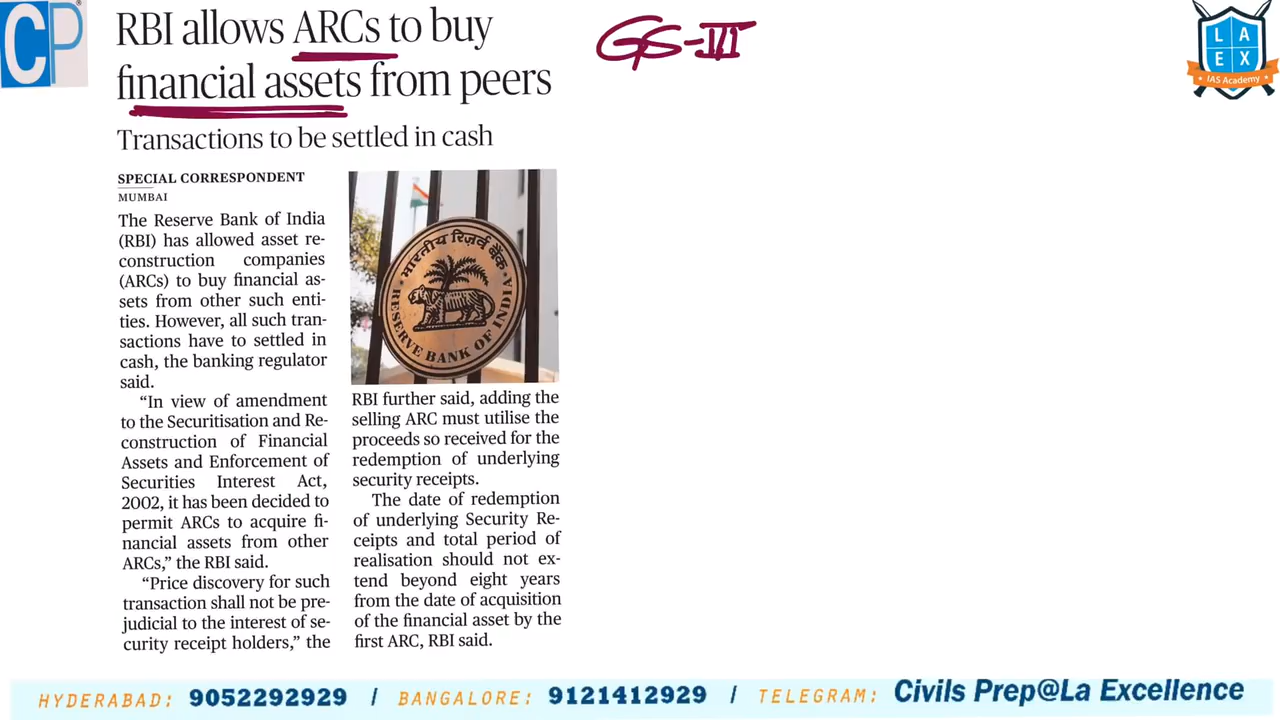 CP
RBI allows ARCs to buy
financial assets from peers
GS-III
L A
E X
IAS Academy
Transactions to be settled in cash
SPECIAL CORRESPONDENT
MUMBAI
The Reserve Bank of India
(RBI) has allowed asset re-
construction companies
(ARCs) to buy financial as-
sets from other such enti-
ties. However, all such tran-
sactions have to settled in
cash, the banking regulator
said.
“In view of amendment
to the Securitisation and Re-
construction of Financial
Assets and Enforcement of
Securities Interest Act,
2002, it has been decided to
permit ARCs to acquire fi-
nancial assets from other
ARCs,” the RBI said.
“Price discovery for such
transaction shall not be pre-
judicial to the interest of se-
curity receipt holders,” the
भारतीय रिज़र्व बैंक
RESERVE BANK OF INDIA
RBI further said, adding the
selling ARC must utilise the
proceeds so received for the
redemption of underlying
security receipts.
The date of redemption
of underlying Security Re-
ceipts and total period of
realisation should not ex-
tend beyond eight years
from the date of acquisition
of the financial asset by the
first ARC, RBI said.
HYDERABAD: 9052292929 / BANGALORE: 9121412929 / TELEGRAM: Civils Prep@La Excellence